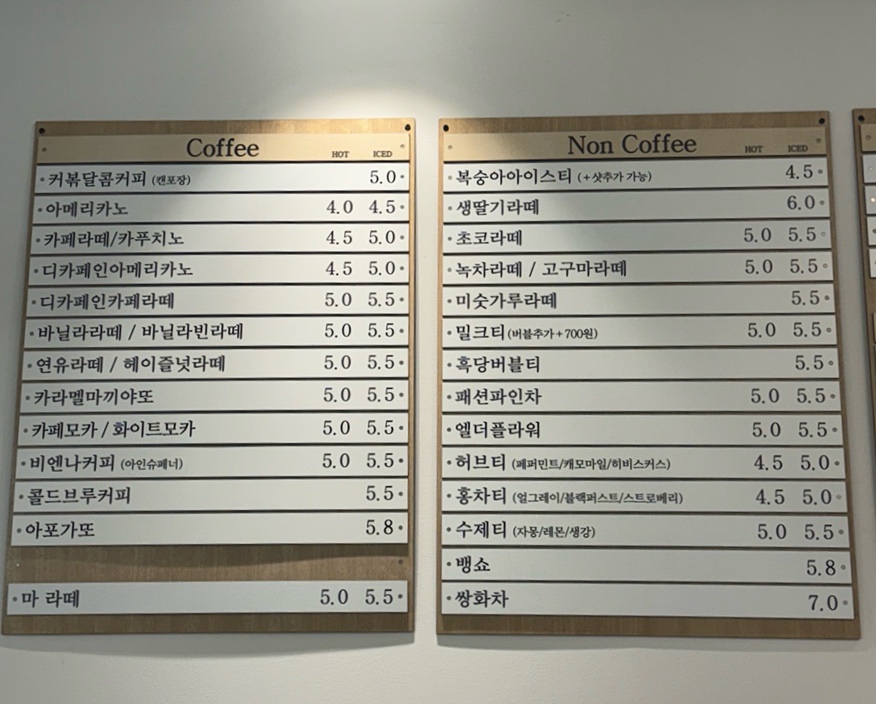 Coffee
HOT ICED
커볶달콤커피 (캔포장) 5.0
아메리카노 4.0 4.5
카페라떼/카푸치노 4.5 5.0
디카페인아메리카노 4.5 5.0
디카페인카페라떼 5.0 5.5
바닐라라떼 / 바닐라빈라떼 5.0 5.5
연유라떼 / 헤이즐넛라떼 5.0 5.5
카라멜마끼야또 5.0 5.5
카페모카 / 화이트모카 5.0 5.5
비엔나커피 (아인슈페너) 5.0 5.5
콜드브루커피 5.5
아포가또 5.8
마 라떼 5.0 5.5
Non Coffee
HOT ICED
복숭아아이스티 (+샷추가 가능) 4.5
생딸기라떼 6.0
초코라떼 5.0 5.5
녹차라떼 / 고구마라떼 5.0 5.5
미숫가루라떼 5.5
밀크티 (버블추가+700원) 5.0 5.5
흑당버블티 5.5
패션파인차 5.0 5.5
엘더플라워 5.0 5.5
허브티 (페퍼민트/캐모마일/히비스커스) 4.5 5.0
홍차티 (얼그레이/블랙퍼스트/스트로베리) 4.5 5.0
수제티 (자몽/레몬/생강) 5.0 5.5
뱅쇼 5.8
쌍화차 7.0